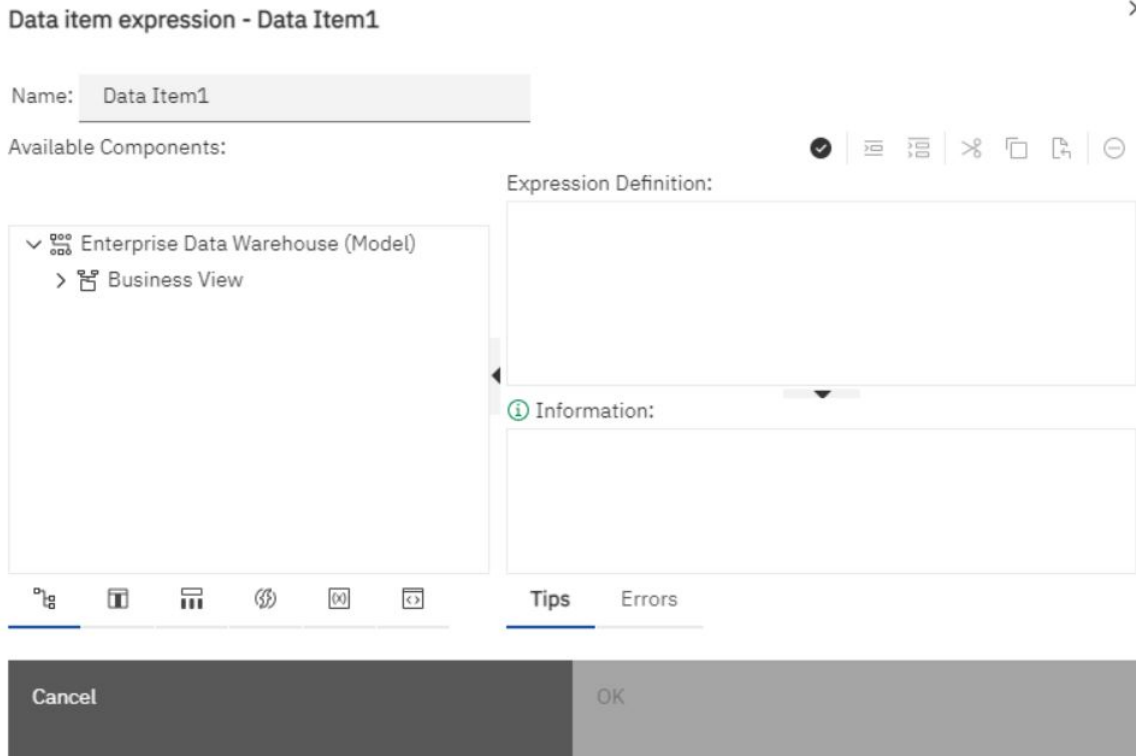 Data item expression - Data Item1
Name: Data Item1
Available Components:
Expression Definition:
Enterprise Data Warehouse (Model)
Business View
Information:
Tips Errors
Cancel OK